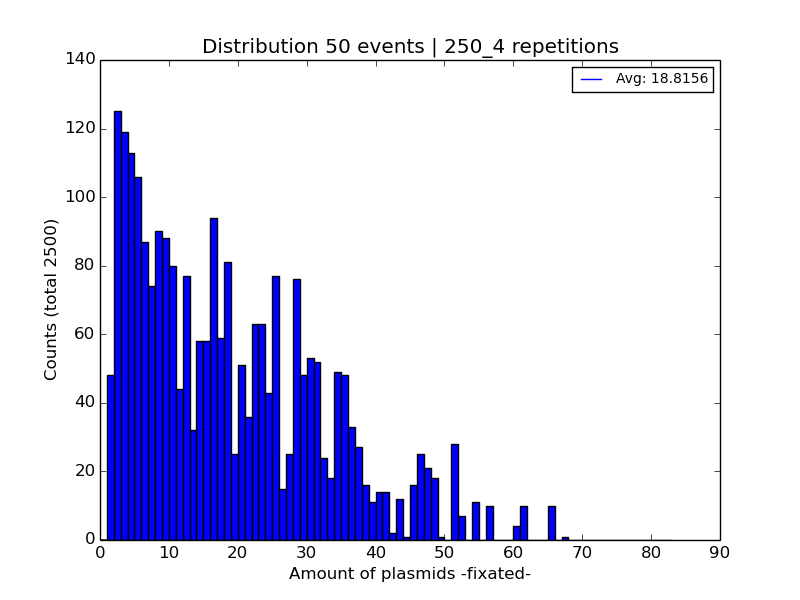 Distribution 50 events | 250_4 repetitions
Avg: 18.8156
140
120
100
80
60
40
20
0
Counts (total 2500)
0 10 20 30 40 50 60 70 80 90
Amount of plasmids -fixated-